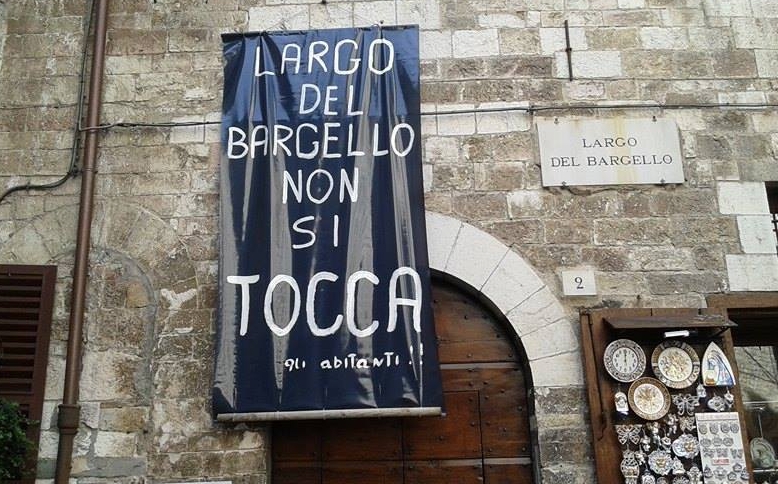 LARGO
DEL
BARGELLO
NON
SI
TOCCA
gli abitanti..!!
LARGO
DEL BARGELLO
2